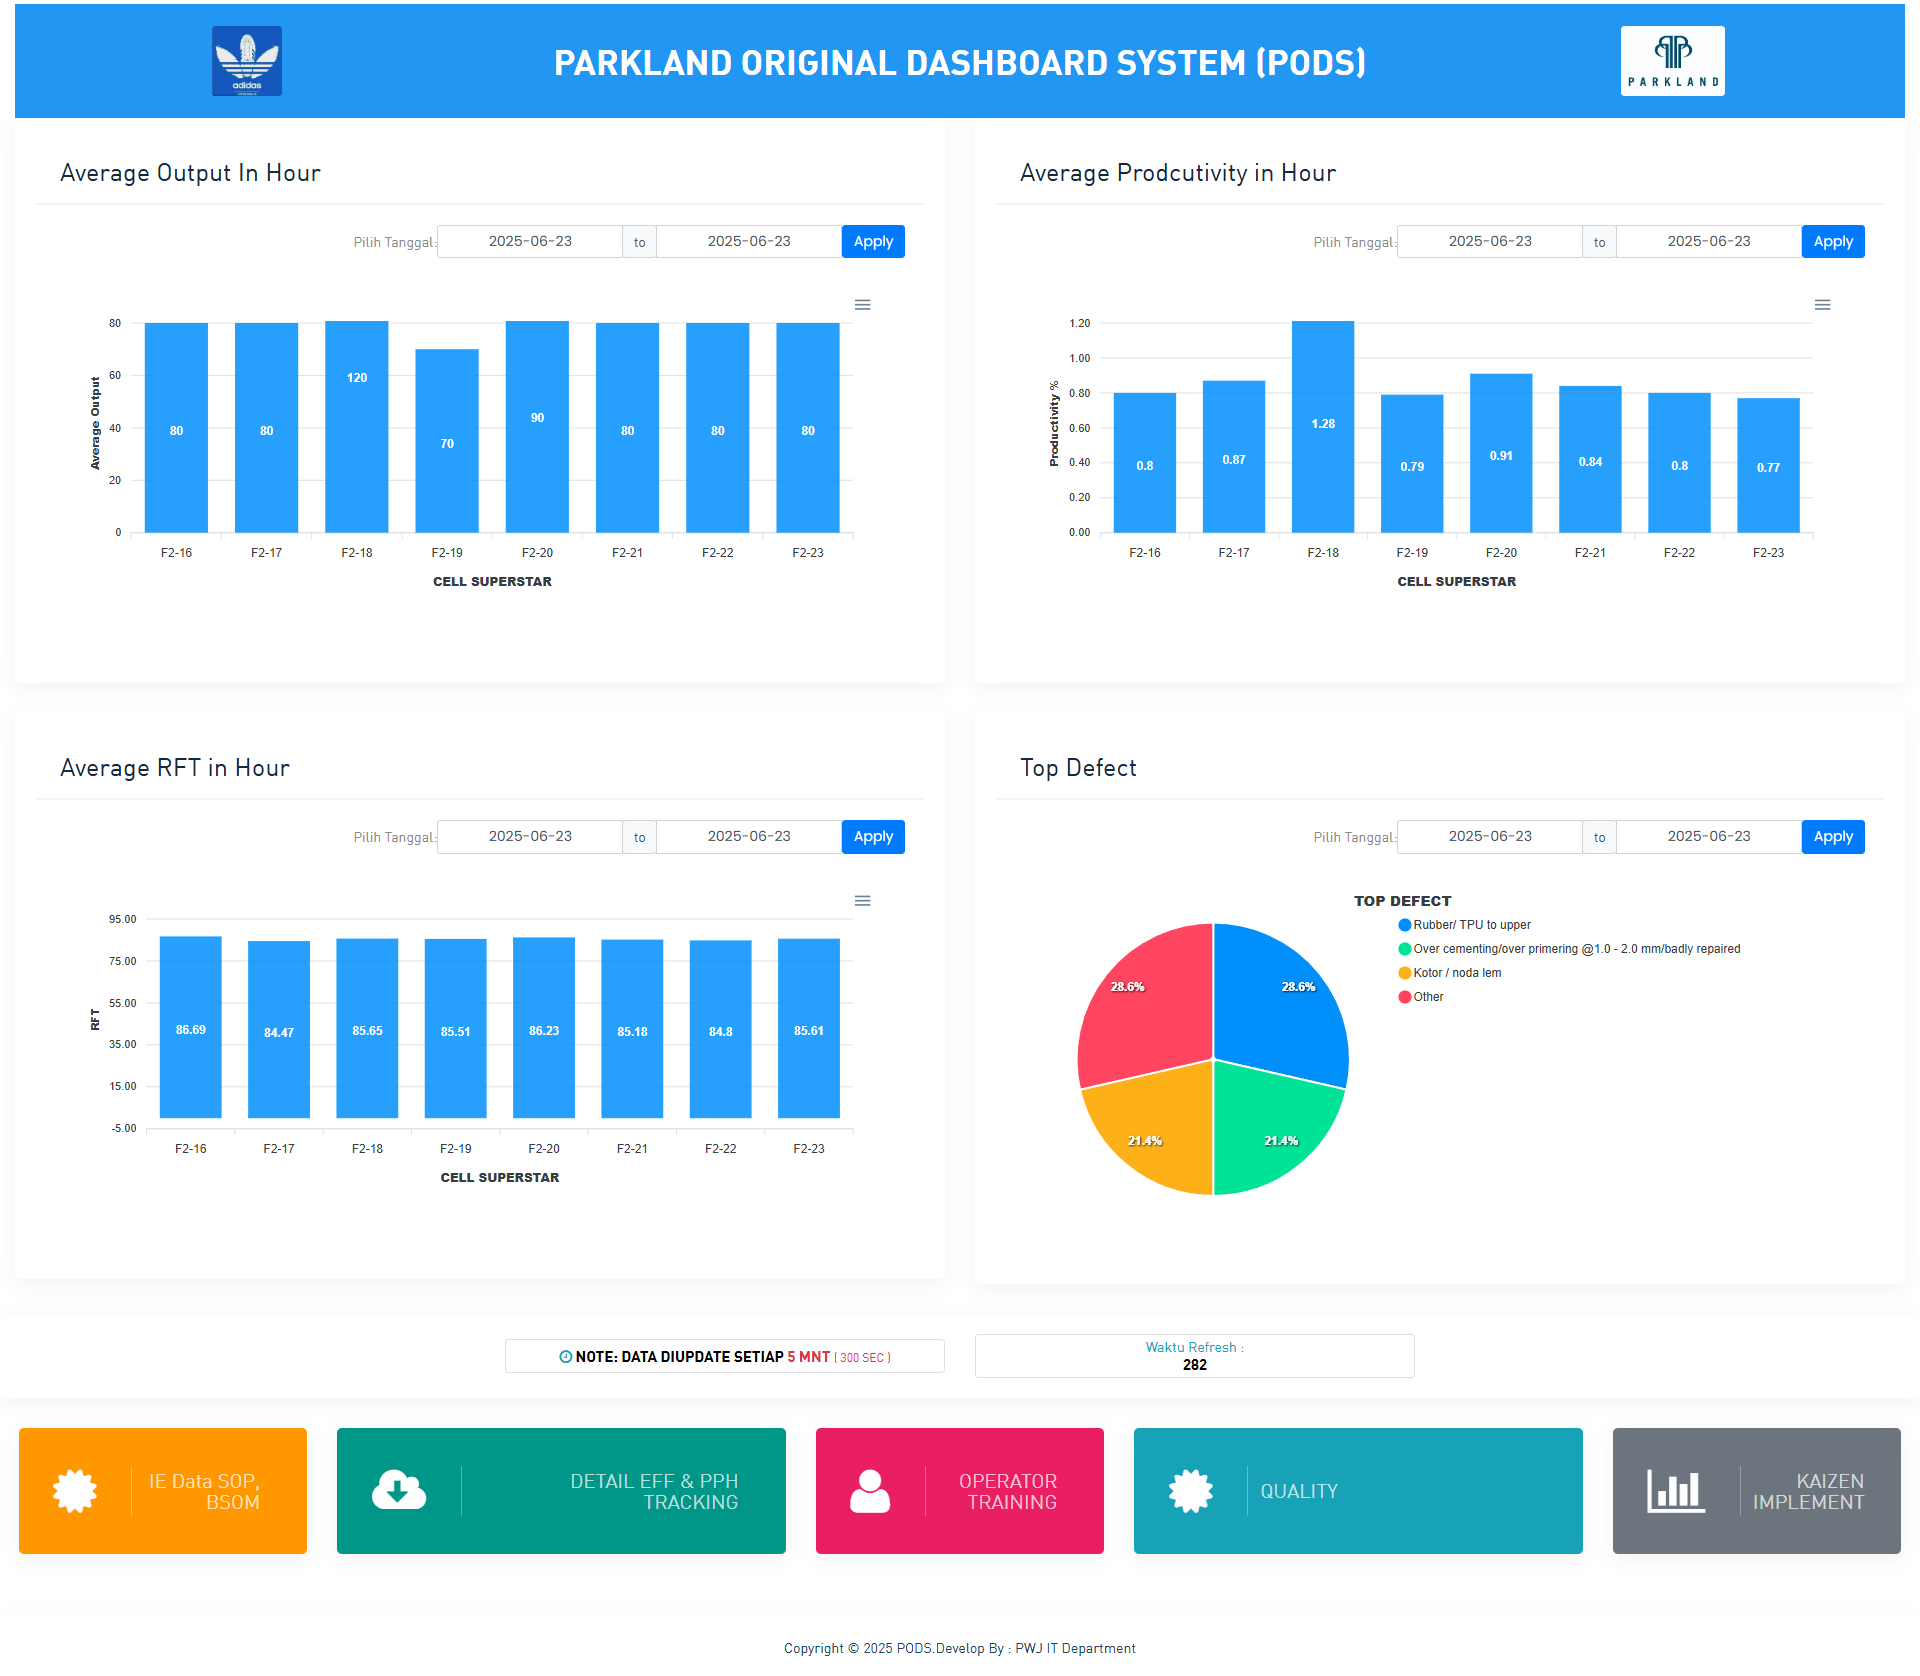 adidas
PARKLAND ORIGINAL DASHBOARD SYSTEM (PODS)
PARKLAND
Average Output In Hour
Pilih Tanggal: 2025-06-23 to 2025-06-23 Apply
80
60
40
20
0
Average Output
80 80 120 70 90 80 80 80
F2-16 F2-17 F2-18 F2-19 F2-20 F2-21 F2-22 F2-23
CELL SUPERSTAR
Average Prodcutivity in Hour
Pilih Tanggal: 2025-06-23 to 2025-06-23 Apply
1.20
1.00
0.80
0.60
0.40
0.20
0.00
Productivity %
0.8 0.87 1.28 0.79 0.91 0.84 0.8 0.77
F2-16 F2-17 F2-18 F2-19 F2-20 F2-21 F2-22 F2-23
CELL SUPERSTAR
Average RFT in Hour
Pilih Tanggal: 2025-06-23 to 2025-06-23 Apply
95.00
75.00
55.00
35.00
15.00
-5.00
RFT
86.69 84.47 85.65 85.51 86.23 85.18 84.8 85.61
F2-16 F2-17 F2-18 F2-19 F2-20 F2-21 F2-22 F2-23
CELL SUPERSTAR
Top Defect
Pilih Tanggal: 2025-06-23 to 2025-06-23 Apply
TOP DEFECT
Rubber/ TPU to upper
Over cementing/over primering @1.0 - 2.0 mm/badly repaired
Kotor / noda lem
Other
28.6% 28.6%
21.4% 21.4%
NOTE: DATA DIUPDATE SETIAP 5 MNT ( 300 SEC )
Waktu Refresh :
282
IE Data SOP,
BSOM
DETAIL EFF & PPH
TRACKING
OPERATOR
TRAINING
QUALITY
KAIZEN
IMPLEMENT
Copyright © 2025 PODS.Develop By : PWJ IT Department